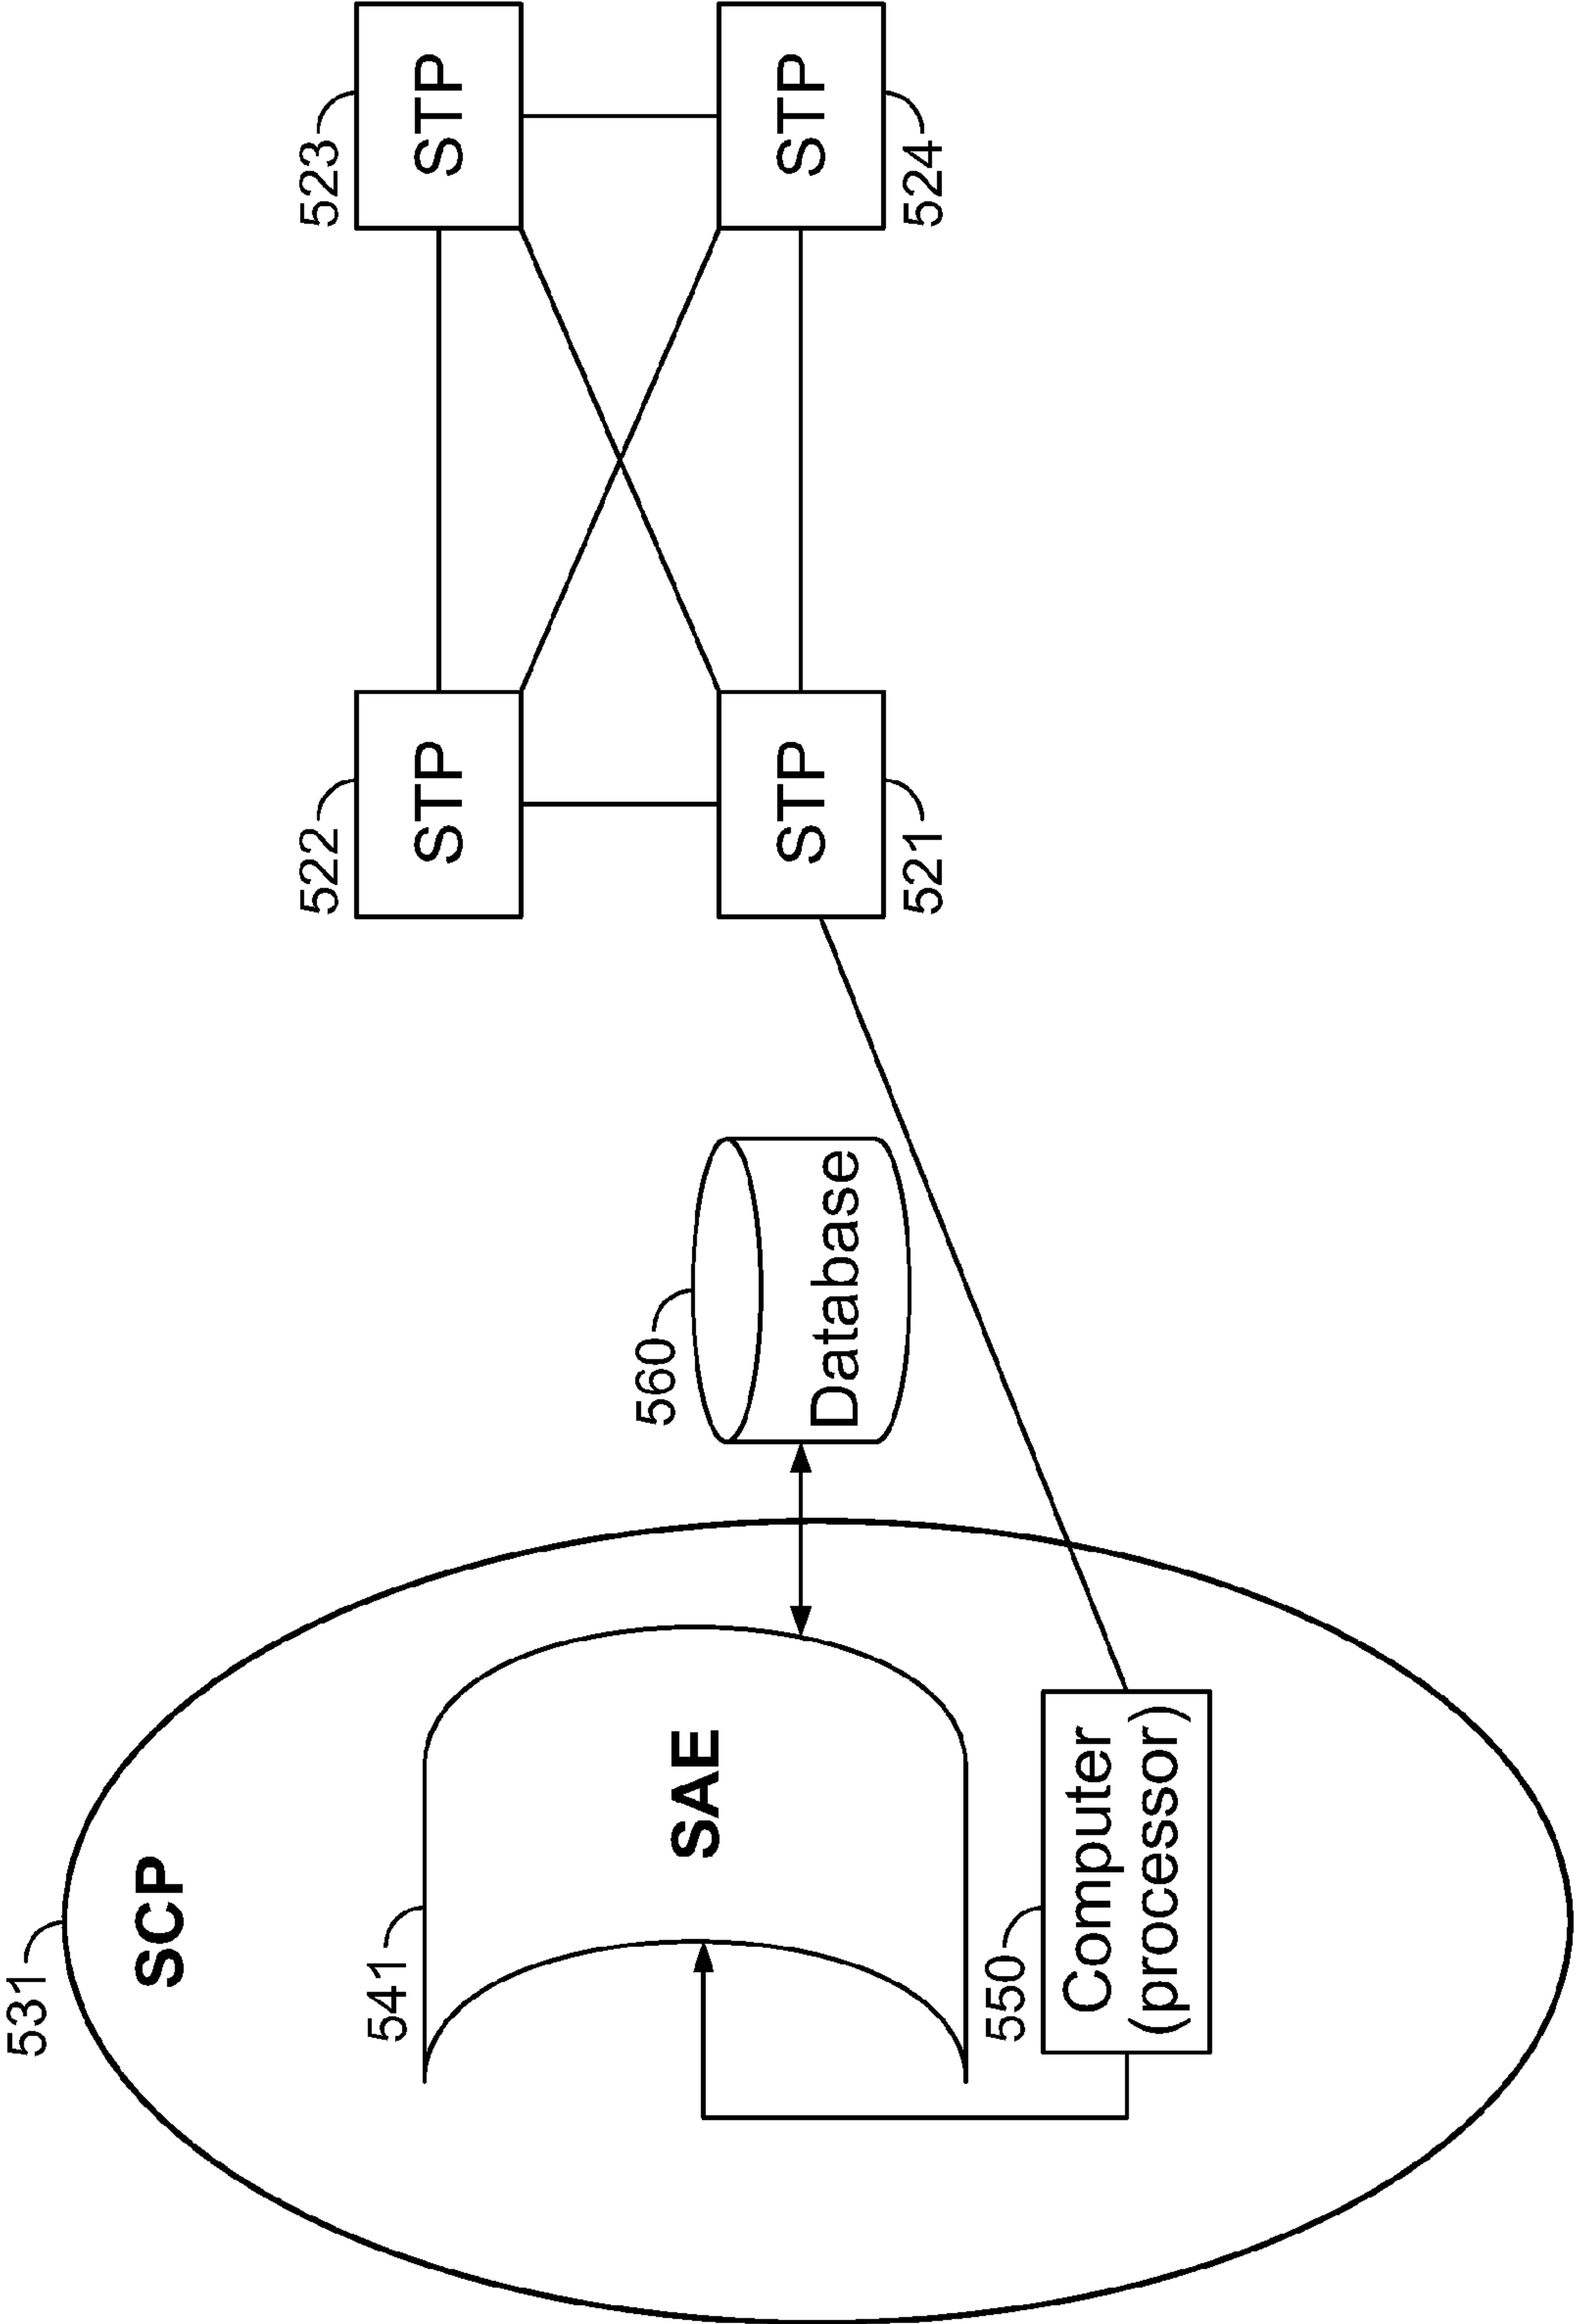 531
SCP
541
SAE
550
Computer
(processor)
560
Database
522
STP
521
STP
523
STP
524
STP